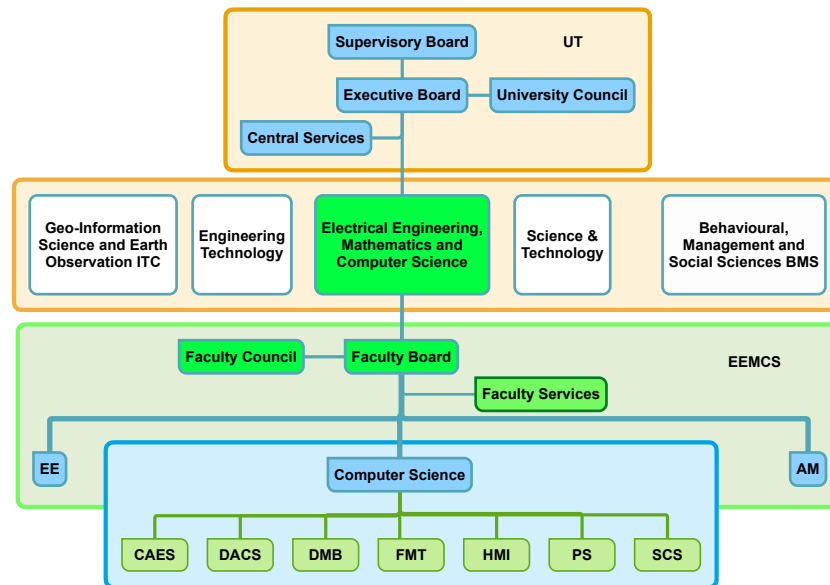 Supervisory Board
UT
Executive Board
University Council
Central Services
Geo-Information
Science and Earth
Observation ITC
Engineering
Technology
Electrical Engineering,
Mathematics and
Computer Science
Science &
Technology
Behavioural,
Management and
Social Sciences BMS
Faculty Council
Faculty Board
EEMCS
Faculty Services
EE
Computer Science
AM
CAES
DACS
DMB
FMT
HMI
PS
SCS